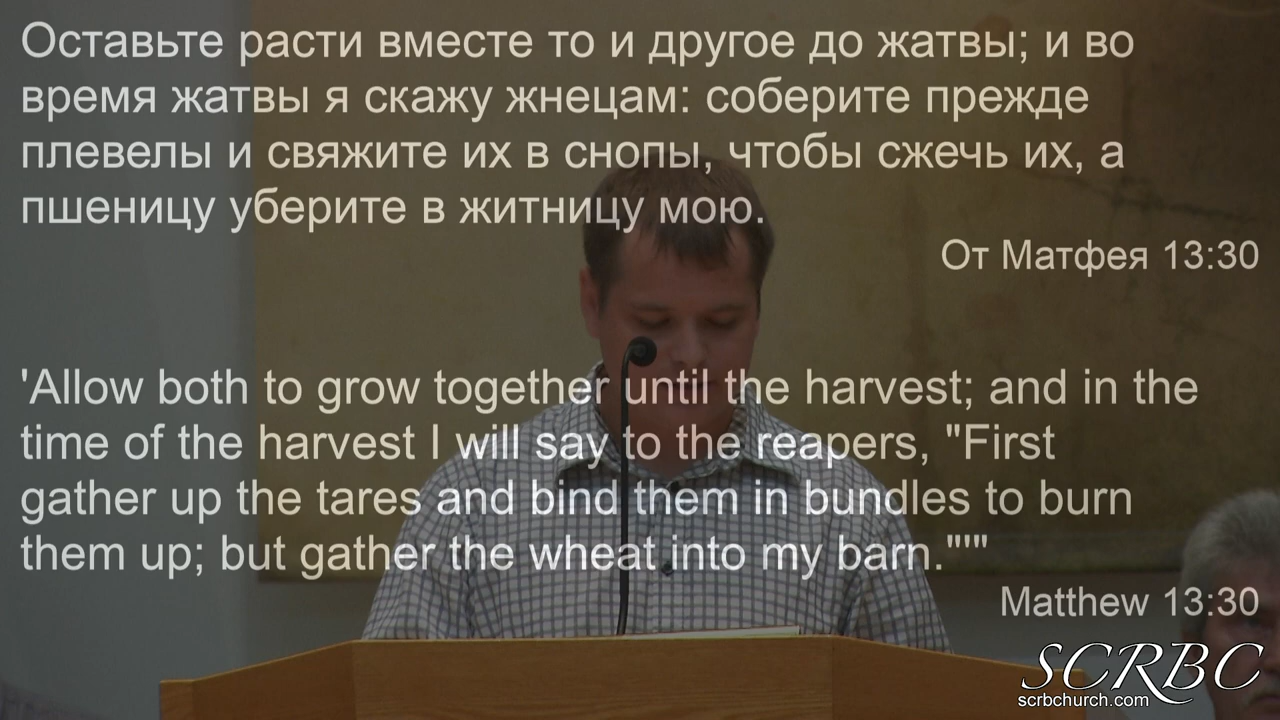 Оставьте расти вместе то и другое до жатвы; и во
время жатвы я скажу жнецам: соберите прежде
плевелы и свяжите их в снопы, чтобы сжечь их, а
пшеницу уберите в житницу мою.
От Матфея 13:30
'Allow both to grow together until the harvest; and in the
time of the harvest I will say to the reapers, "First
gather up the tares and bind them in bundles to burn
them up; but gather the wheat into my barn."'"
Matthew 13:30
SCRBC
scrbchurch.com